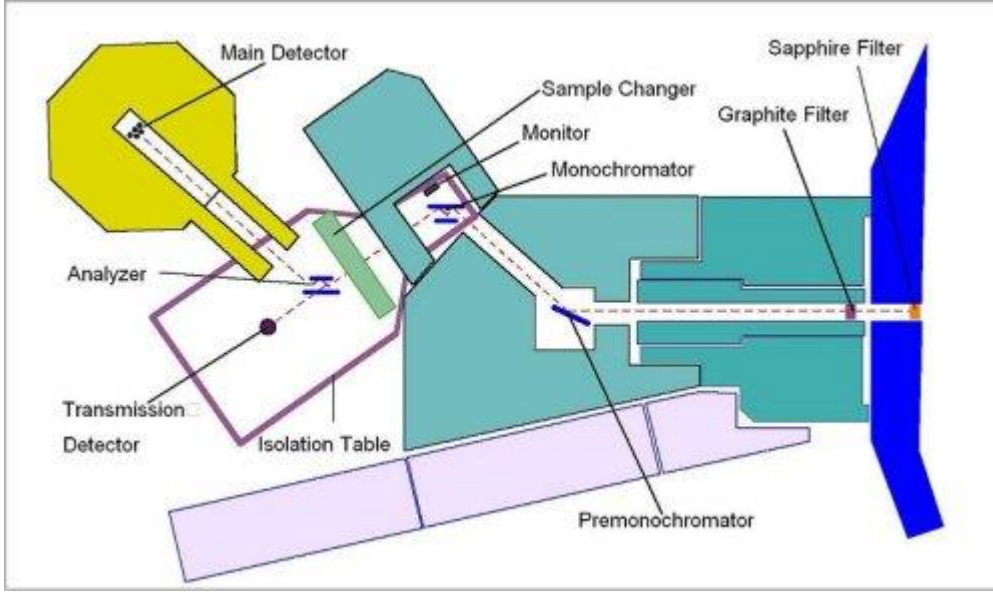 Main Detector
Sapphire Filter
Sample Changer
Graphite Filter
Monitor
Monochromator
Analyzer
Transmission
Detector
Isolation Table
Premonochromator